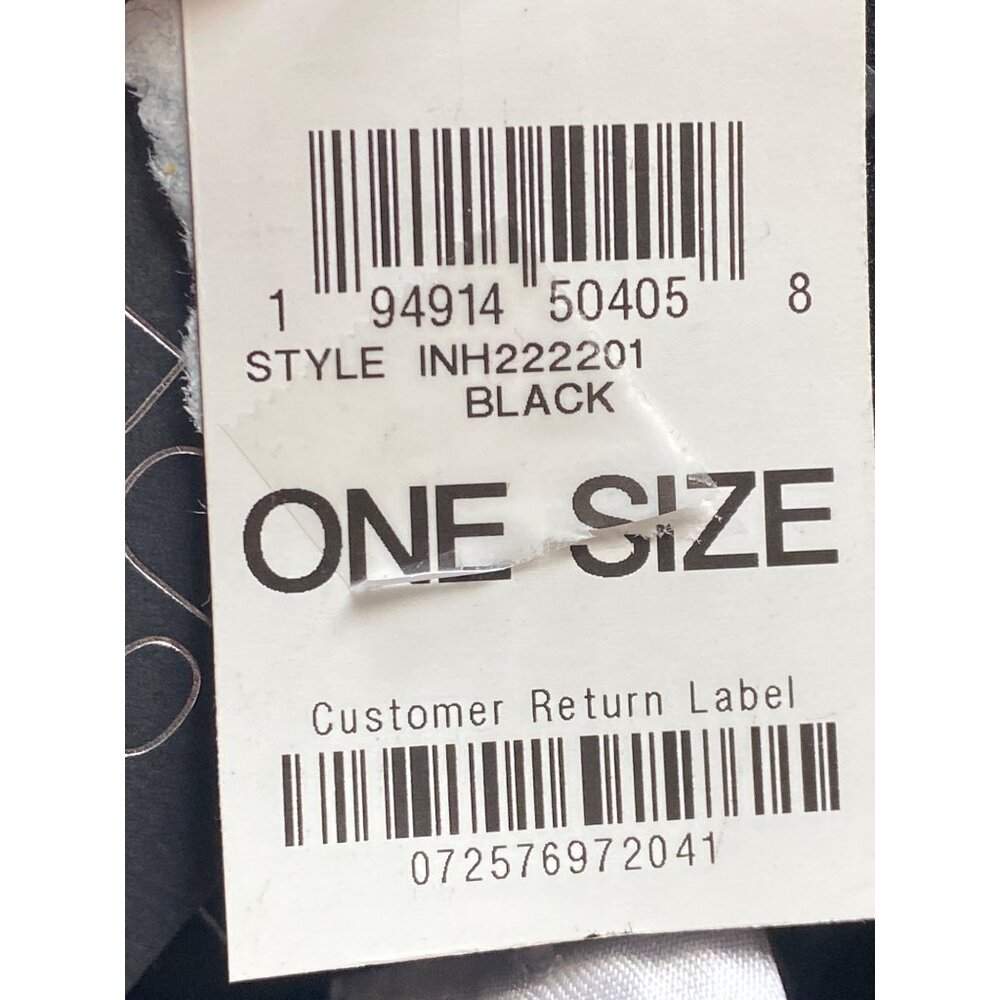 1 94914 50405 8
STYLE INH222201
BLACK
ONE SIZE
Customer Return Label
072576972041